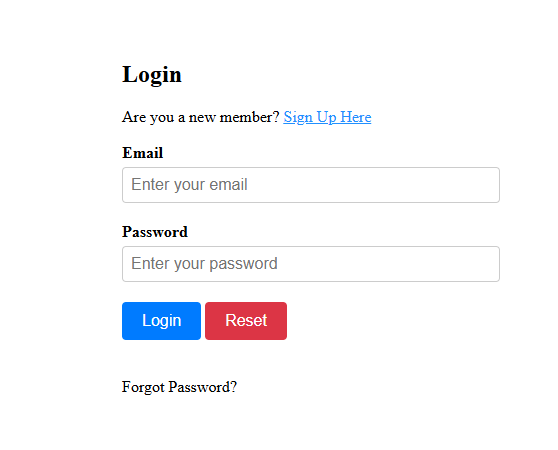 Login
Are you a new member? Sign Up Here
Email
Enter your email
Password
Enter your password
Login Reset
Forgot Password?